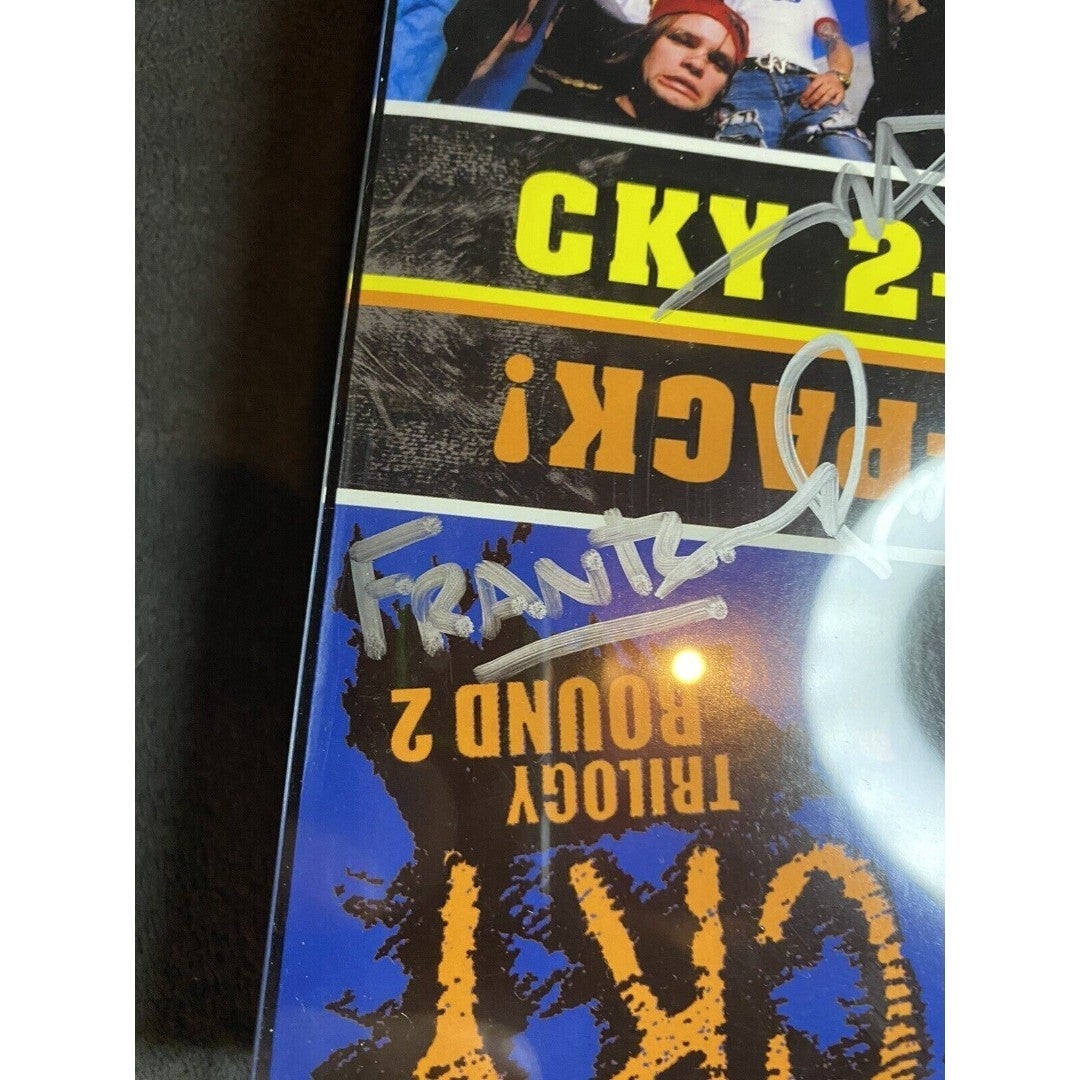 CKY 2-
-PACK!
FRANTZ
TRILOGY
ROUND 2
CKY